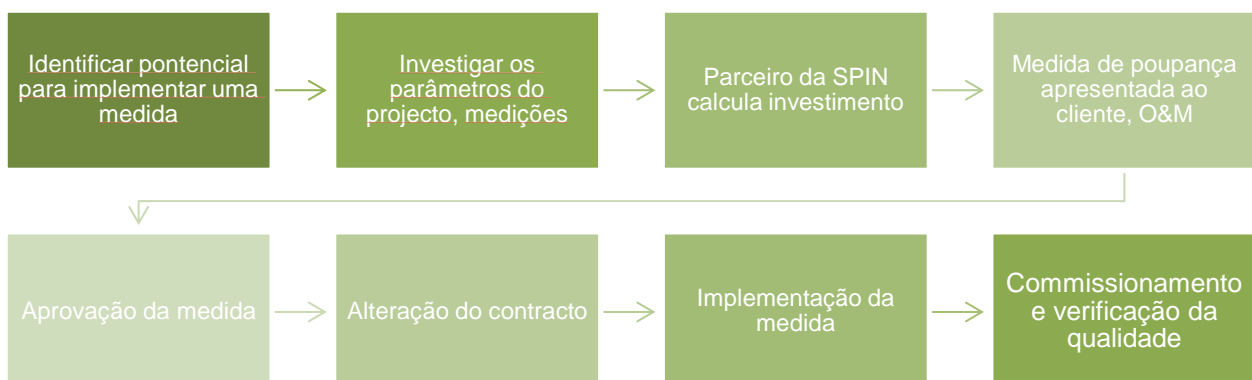 Identificar pontencial
para implementar uma
medida
Investigar os
parâmetros do
projecto, medições
Parceiro da SPIN
calcula investimento
Medida de poupança
apresentada ao
cliente, O&M
Aprovação da medida
Alteração do contracto
Implementação da
medida
Commissionamento
e verificação da
qualidade